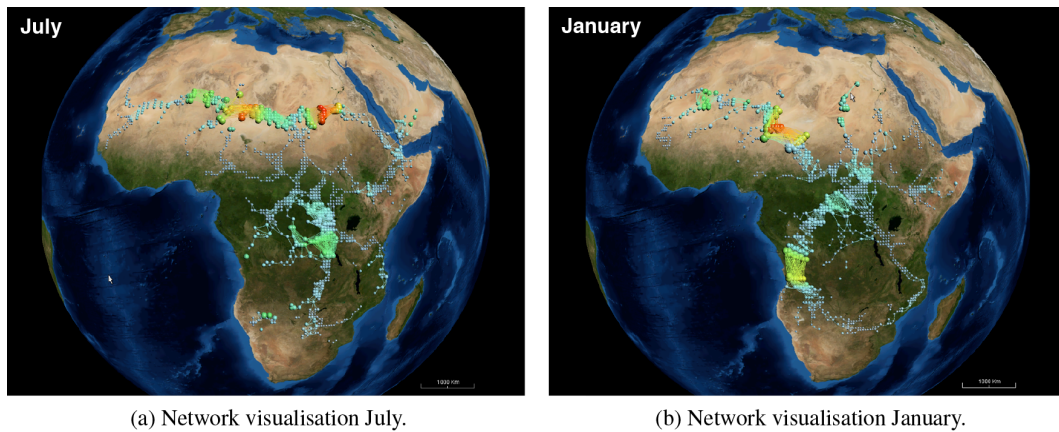 July
1000 Km
January
1000 Km
(a) Network visualisation July.
(b) Network visualisation January.